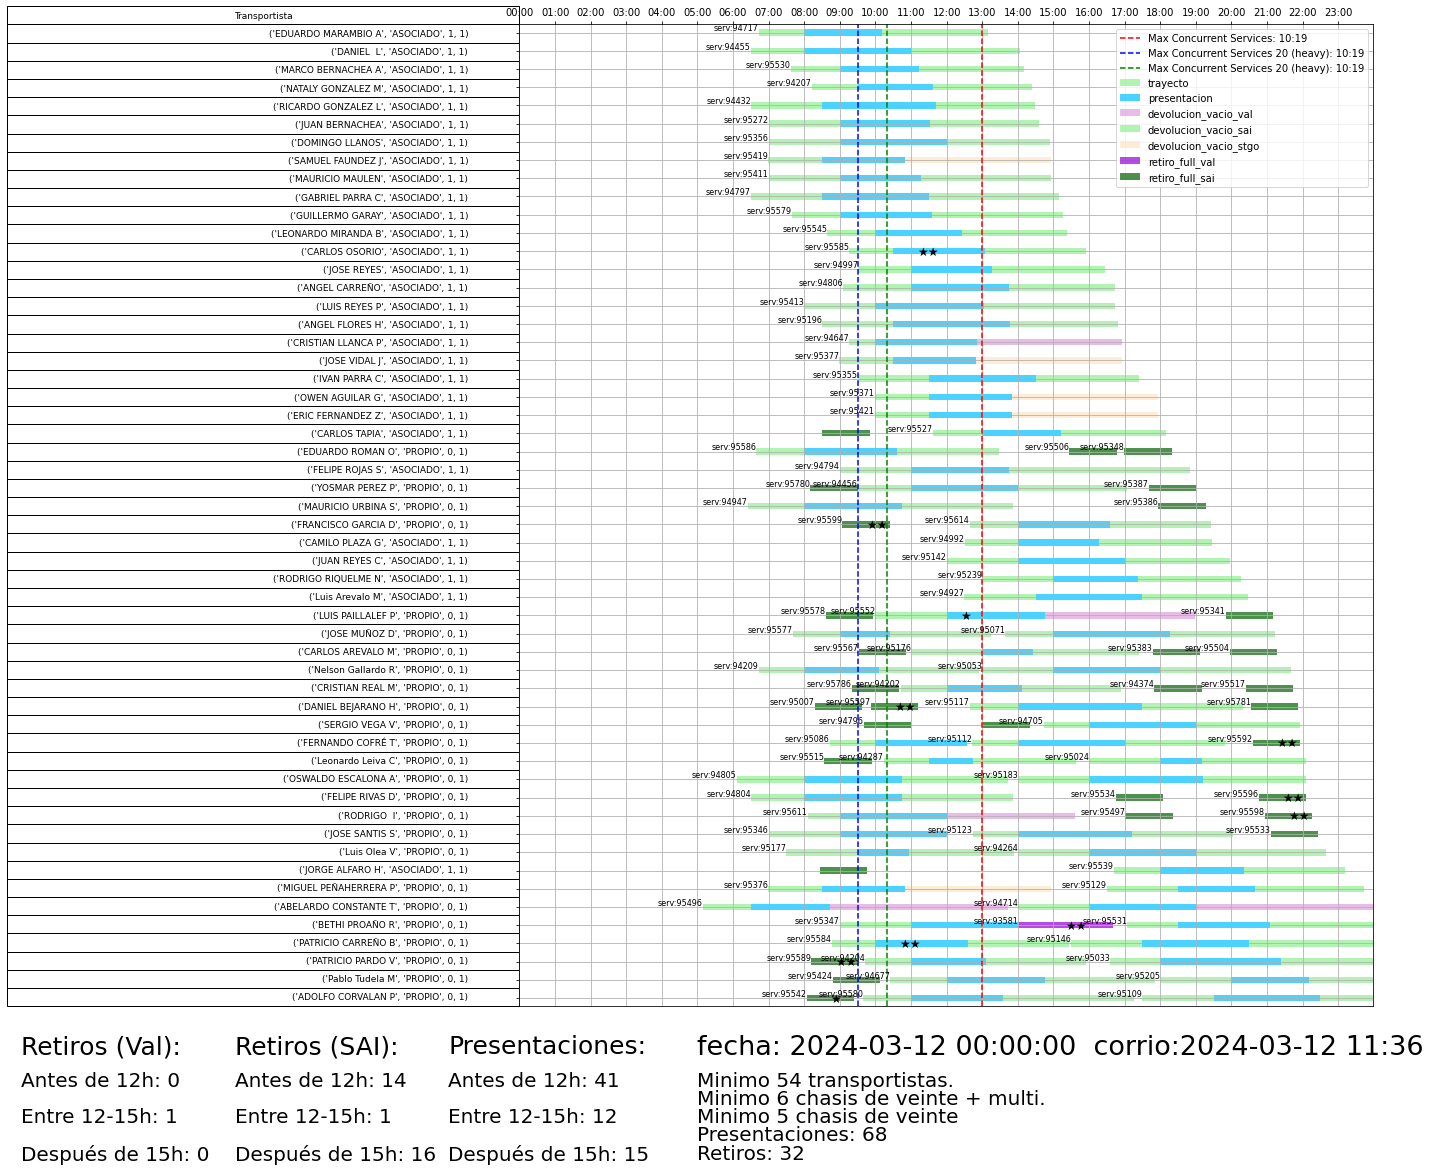 Transportista
00:00 01:00 02:00 03:00 04:00 05:00 06:00 07:00 08:00 09:00 10:00 11:00 12:00 13:00 14:00 15:00 16:00 17:00 18:00 19:00 20:00 21:00 22:00 23:00
Max Concurrent Services: 10:19
Max Concurrent Services 20 (heavy): 10:19
Max Concurrent Services 20 (heavy): 10:19
trayecto
presentacion
devolucion_vacio_val
devolucion_vacio_sai
devolucion_vacio_stgo
retiro_full_val
retiro_full_sai
('EDUARDO MARAMBIO A', 'ASOCIADO', 1, 1) serv:94717
('DANIEL  L', 'ASOCIADO', 1, 1) serv:94455
('MARCO BERNACHEA A', 'ASOCIADO', 1, 1) serv:95530
('NATALY GONZALEZ M', 'ASOCIADO', 1, 1) serv:94207
('RICARDO GONZALEZ L', 'ASOCIADO', 1, 1) serv:94432
('JUAN BERNACHEA', 'ASOCIADO', 1, 1) serv:95272
('DOMINGO LLANOS', 'ASOCIADO', 1, 1) serv:95356
('SAMUEL FAUNDEZ J', 'ASOCIADO', 1, 1) serv:95419
('MAURICIO MAULEN', 'ASOCIADO', 1, 1) serv:95411
('GABRIEL PARRA C', 'ASOCIADO', 1, 1) serv:94797
('GUILLERMO GARAY', 'ASOCIADO', 1, 1) serv:95579
('LEONARDO MIRANDA B', 'ASOCIADO', 1, 1) serv:95545
('CARLOS OSORIO', 'ASOCIADO', 1, 1) serv:95585
('JOSE REYES', 'ASOCIADO', 1, 1) serv:94997
('ANGEL CARREÑO', 'ASOCIADO', 1, 1) serv:94806
('LUIS REYES P', 'ASOCIADO', 1, 1) serv:95413
('ANGEL FLORES H', 'ASOCIADO', 1, 1) serv:95196
('CRISTIAN LLANCA P', 'ASOCIADO', 1, 1) serv:94647
('JOSE VIDAL J', 'ASOCIADO', 1, 1) serv:95377
('IVAN PARRA C', 'ASOCIADO', 1, 1) serv:95355
('OWEN AGUILAR G', 'ASOCIADO', 1, 1) serv:95371
('ERIC FERNANDEZ Z', 'ASOCIADO', 1, 1) serv:95421
('CARLOS TAPIA', 'ASOCIADO', 1, 1) serv:95527
('EDUARDO ROMAN O', 'PROPIO', 0, 1) serv:95586 serv:95506 serv:95348
('FELIPE ROJAS S', 'ASOCIADO', 1, 1) serv:94794
('YOSMAR PEREZ P', 'PROPIO', 0, 1) serv:95780 serv:94456 serv:95387
('MAURICIO URBINA S', 'PROPIO', 0, 1) serv:94947 serv:95386
('FRANCISCO GARCIA D', 'PROPIO', 0, 1) serv:95599 serv:95614
('CAMILO PLAZA G', 'ASOCIADO', 1, 1) serv:94992
('JUAN REYES C', 'ASOCIADO', 1, 1) serv:95142
('RODRIGO RIQUELME N', 'ASOCIADO', 1, 1) serv:95239
('Luis Arevalo M', 'ASOCIADO', 1, 1) serv:94927
('LUIS PAILLALEF P', 'PROPIO', 0, 1) serv:95578 serv:95552 serv:95341
('JOSE MUÑOZ D', 'PROPIO', 0, 1) serv:95577 serv:95071
('CARLOS AREVALO M', 'PROPIO', 0, 1) serv:95567 serv:95176 serv:95383 serv:95504
('Nelson Gallardo R', 'PROPIO', 0, 1) serv:94209 serv:95053
('CRISTIAN REAL M', 'PROPIO', 0, 1) serv:95786 serv:94202 serv:94374 serv:95517
('DANIEL BEJARANO H', 'PROPIO', 0, 1) serv:95007 serv:95597 serv:95117 serv:95781
('SERGIO VEGA V', 'PROPIO', 0, 1) serv:94705
('FERNANDO COFRÉ T', 'PROPIO', 0, 1) serv:95086 serv:95112 serv:95592
('Leonardo Leiva C', 'PROPIO', 0, 1) serv:95515 serv:94287 serv:95024
('OSWALDO ESCALONA A', 'PROPIO', 0, 1) serv:94805 serv:95183
('FELIPE RIVAS D', 'PROPIO', 0, 1) serv:94804 serv:95534 serv:95596
('RODRIGO  I', 'PROPIO', 0, 1) serv:95611 serv:95497 serv:95598
('JOSE SANTIS S', 'PROPIO', 0, 1) serv:95346 serv:95123 serv:95533
('Luis Olea V', 'PROPIO', 0, 1) serv:95177 serv:94264
('JORGE ALFARO H', 'ASOCIADO', 1, 1) serv:95539
('MIGUEL PEÑAHERRERA P', 'PROPIO', 0, 1) serv:95376 serv:95129
('ABELARDO CONSTANTE T', 'PROPIO', 0, 1) serv:95496 serv:94714
('BETHI PROAÑO R', 'PROPIO', 0, 1) serv:95347 serv:93581 serv:95531
('PATRICIO CARREÑO B', 'PROPIO', 0, 1) serv:95584 serv:95146
('PATRICIO PARDO V', 'PROPIO', 0, 1) serv:95589 serv:94204 serv:95033
('Pablo Tudela M', 'PROPIO', 0, 1) serv:95424 serv:94677 serv:95205
('ADOLFO CORVALAN P', 'PROPIO', 0, 1) serv:95542 serv:95580 serv:95109
Retiros (Val): Retiros (SAI): Presentaciones: fecha: 2024-03-12 00:00:00  corrio:2024-03-12 11:36
Antes de 12h: 0 Antes de 12h: 14 Antes de 12h: 41 Minimo 54 transportistas.
Minimo 6 chasis de veinte + multi.
Entre 12-15h: 1 Entre 12-15h: 1 Entre 12-15h: 12 Minimo 5 chasis de veinte
Presentaciones: 68
Después de 15h: 0 Después de 15h: 16 Después de 15h: 15 Retiros: 32